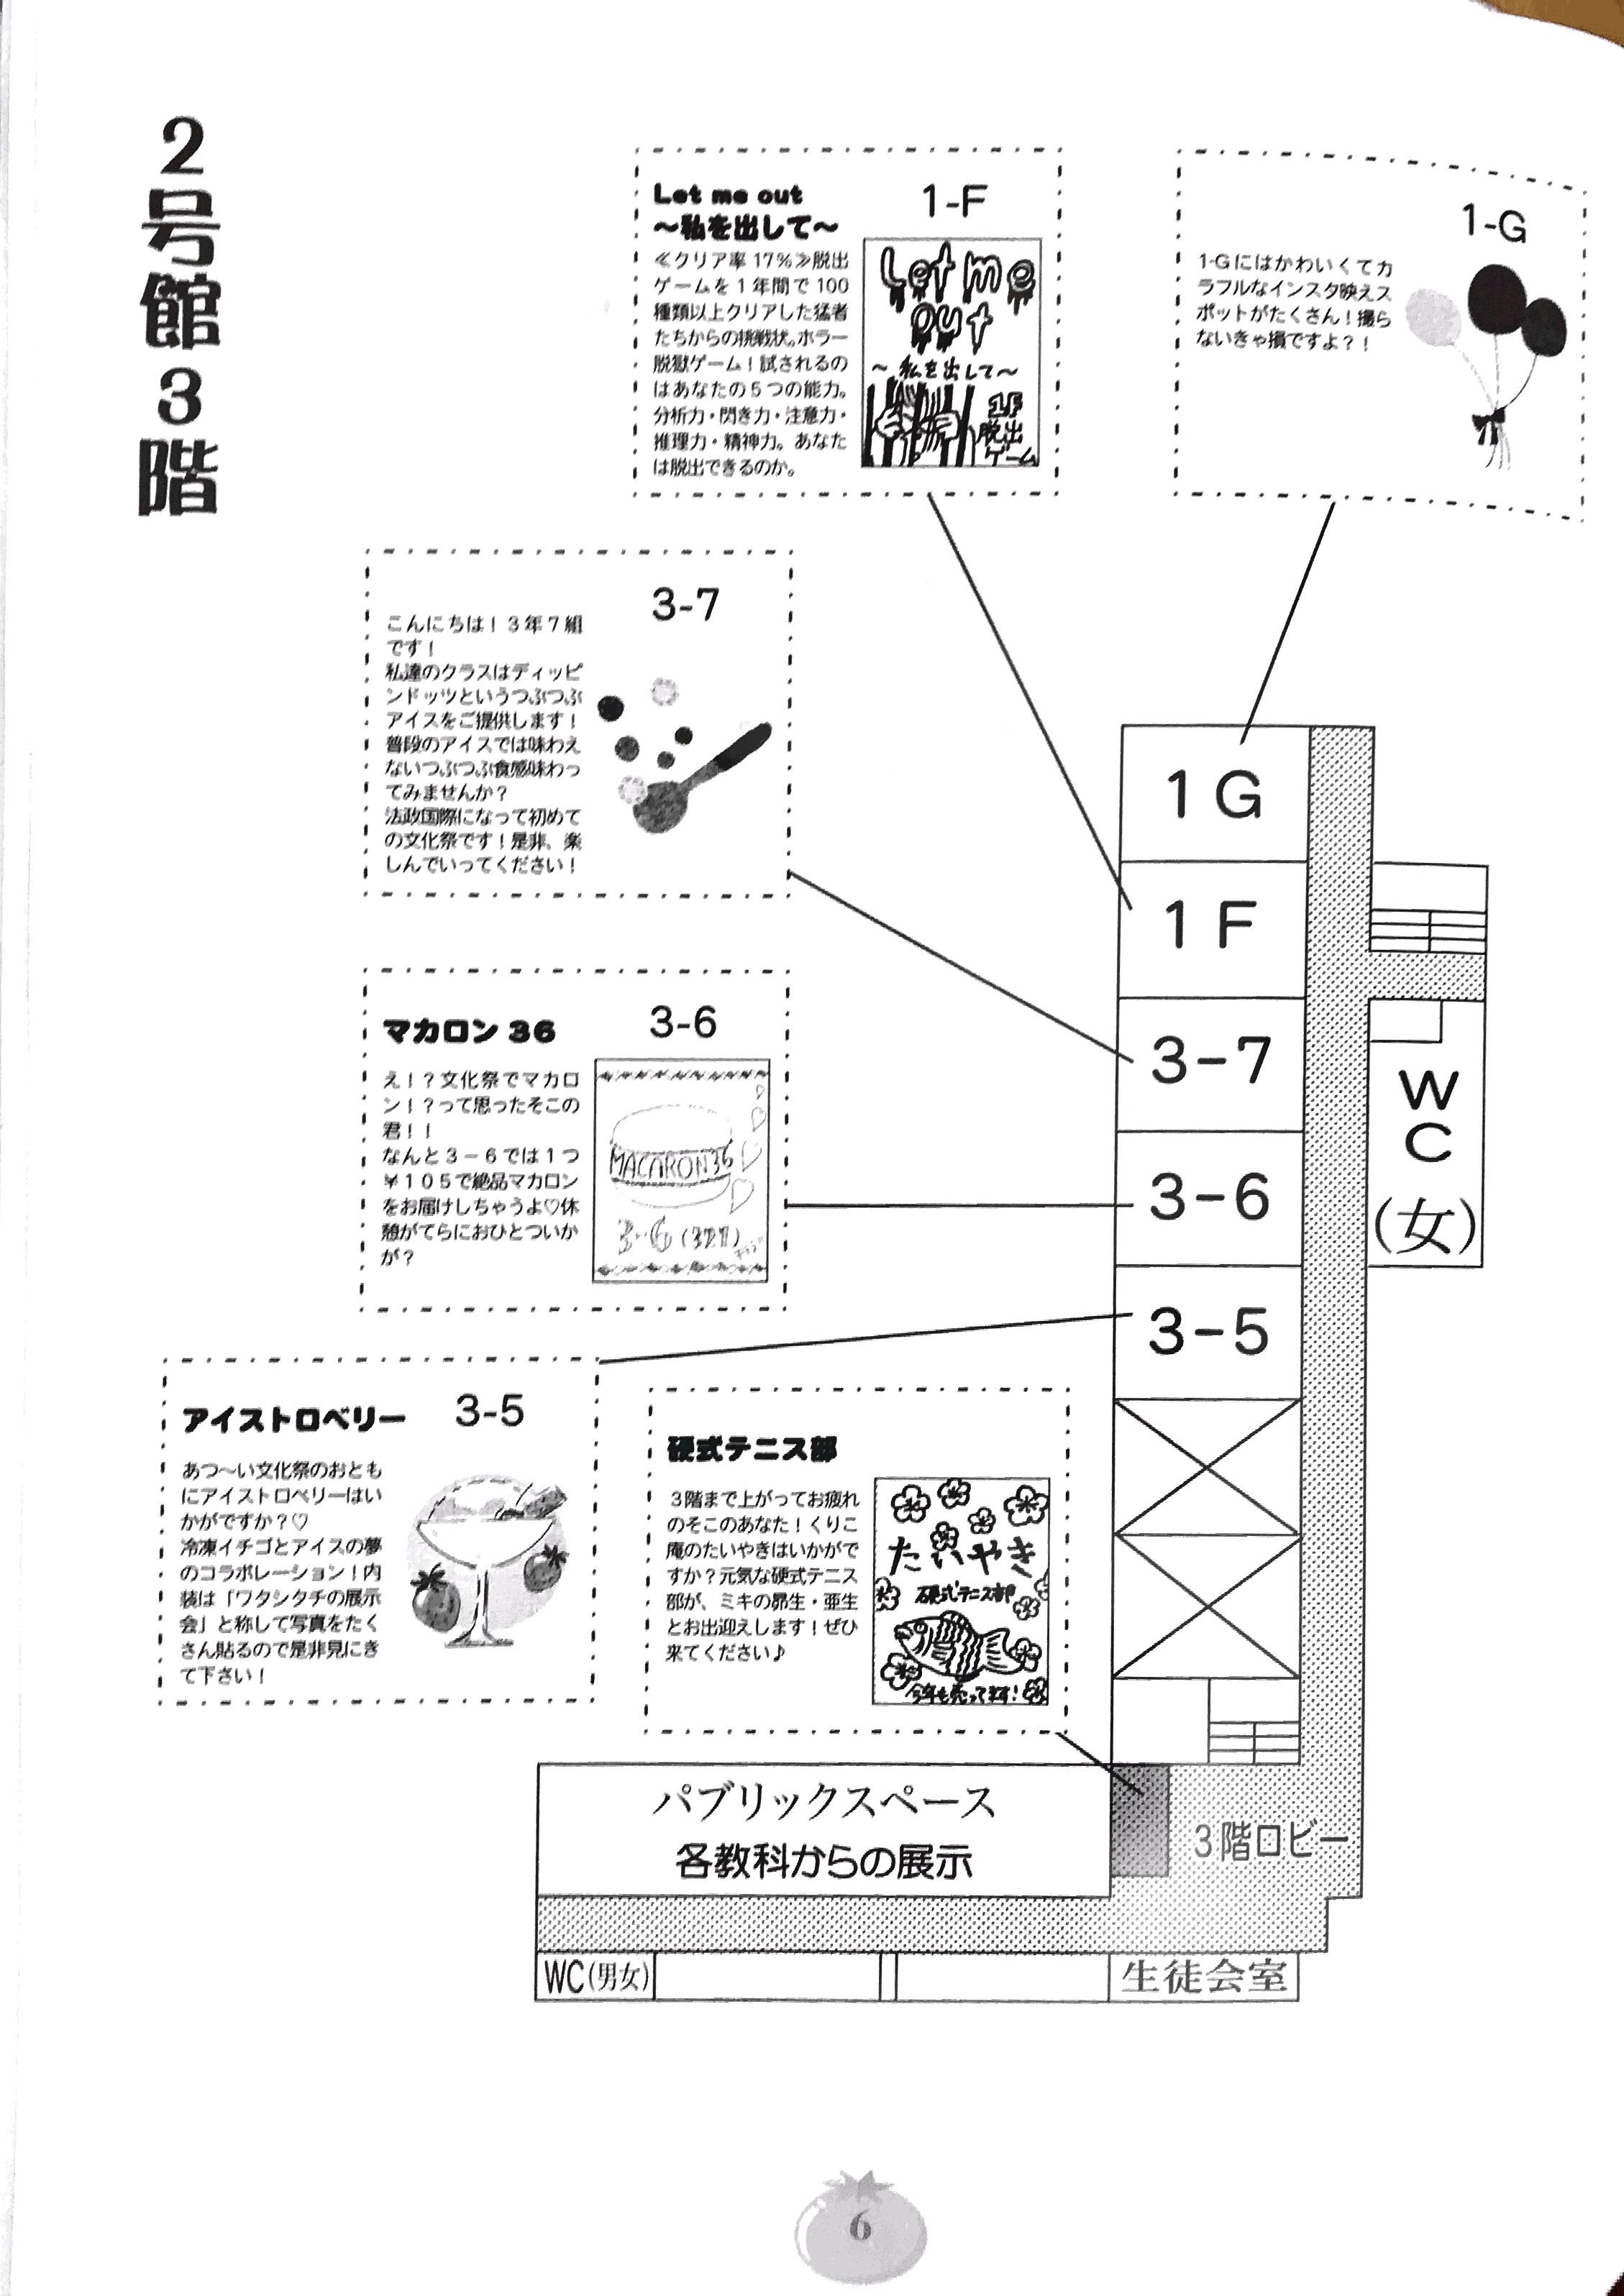 2号館3階
Let me out
～私を出して～
1-F
≪クリア率17%≫脱出
ゲームを1年間で100
種類以上クリアした猛者
たちからの挑戦状。ホラー
脱獄ゲーム！試されるの
はあなたの5つの能力。
分析力・閃き力・注意力・
推理力・精神力。あなた
は脱出できるのか。
Let me
out
～私を出して～
1F
脱出
ゲーム
1-G
1-Gにはかわいくてカ
ラフルなインスタ映えス
ポットがたくさん！撮ら
ないきゃ損ですよ？！
3-7
こんにちは！3年7組
です！
私達のクラスはディッピ
ンドッツというつぶつぶ
アイスをご提供します！
普段のアイスでは味わえ
ないつぶつぶ食感味わっ
てみませんか？
法政国際になって初めて
の文化祭です！是非、楽
しんでいってください！
マカロン36
3-6
え！？文化祭でマカロ
ン！？って思ったそこの
君！！
なんと3－6では1つ
￥105で絶品マカロン
をお届けしちゃうよ♡休
憩がてらにおひとついか
が？
MACARON36
3-6(321)
アイストロベリー
3-5
あつ～い文化祭のおとも
にアイストロベリーはい
かがですか？♡
冷凍イチゴとアイスの夢
のコラボレーション！内
装は「ワタシタチの展示
会」と称して写真をたく
さん貼るので是非見にき
て下さい！
硬式テニス部
3階まで上がってお疲れ
のそこのあなた！くりこ
庵のたいやきはいかがで
すか？元気な硬式テニス
部が、ミキの昴生・亜生
とお出迎えします！ぜひ
来てください♪
たいやき
硬式テニス部
今年も売ってます！
1G
1F
3-7
3-6
3-5
WC
(女)
パブリックスペース
各教科からの展示
3階ロビー
WC(男女)
生徒会室
6